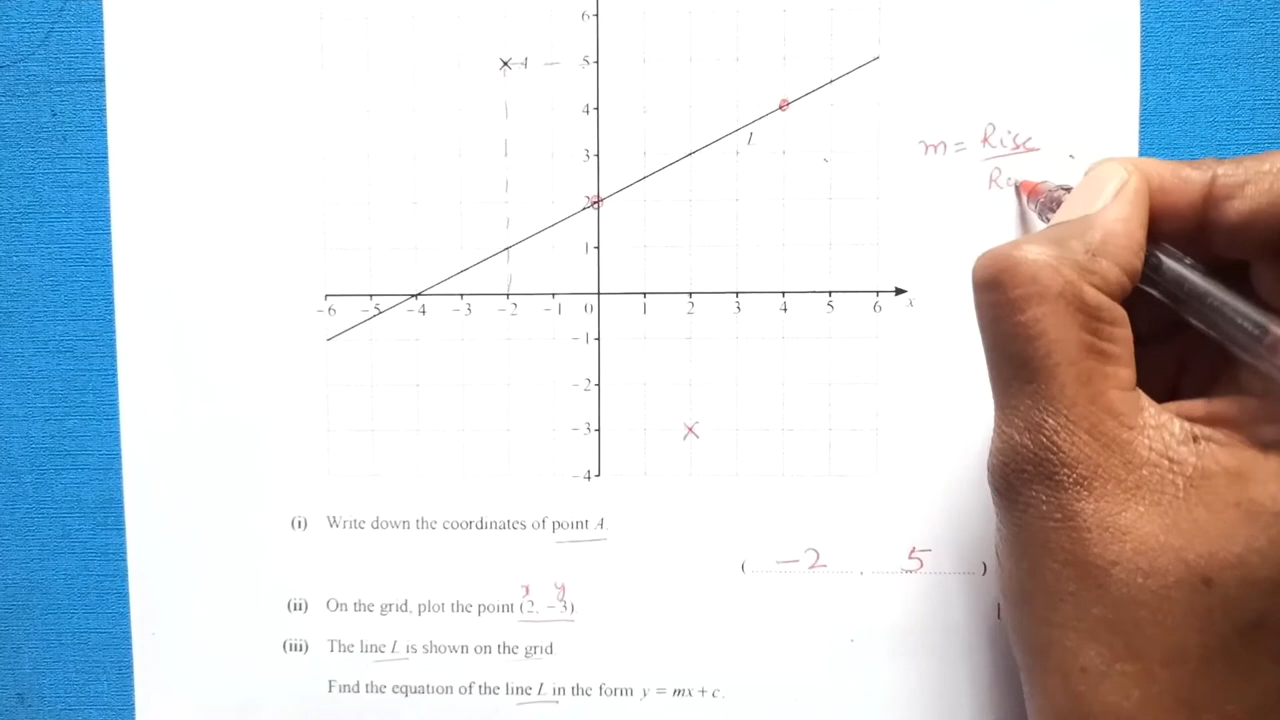 6
5
4
L
3
2
1
-6 -5 -4 -3 -2 -1 0 1 2 3 4 5 6 x
-1
-2
-3
-4
m = Rise
(i) Write down the coordinates of point A.
( -2 , 5 )
(ii) On the grid, plot the point (2, -3).
x y
(iii) The line L is shown on the grid.
Find the equation of the line L in the form y = mx + c.